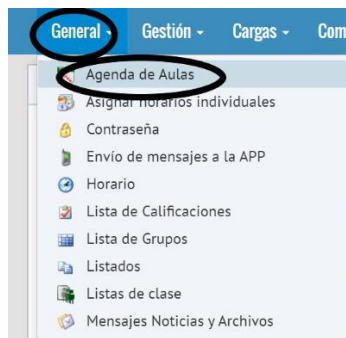 General Gestión Cargas Com
Agenda de Aulas
Asignar horarios individuales
Contraseña
Envío de mensajes a la APP
Horario
Lista de Calificaciones
Lista de Grupos
Listados
Listas de clase
Mensajes Noticias y Archivos